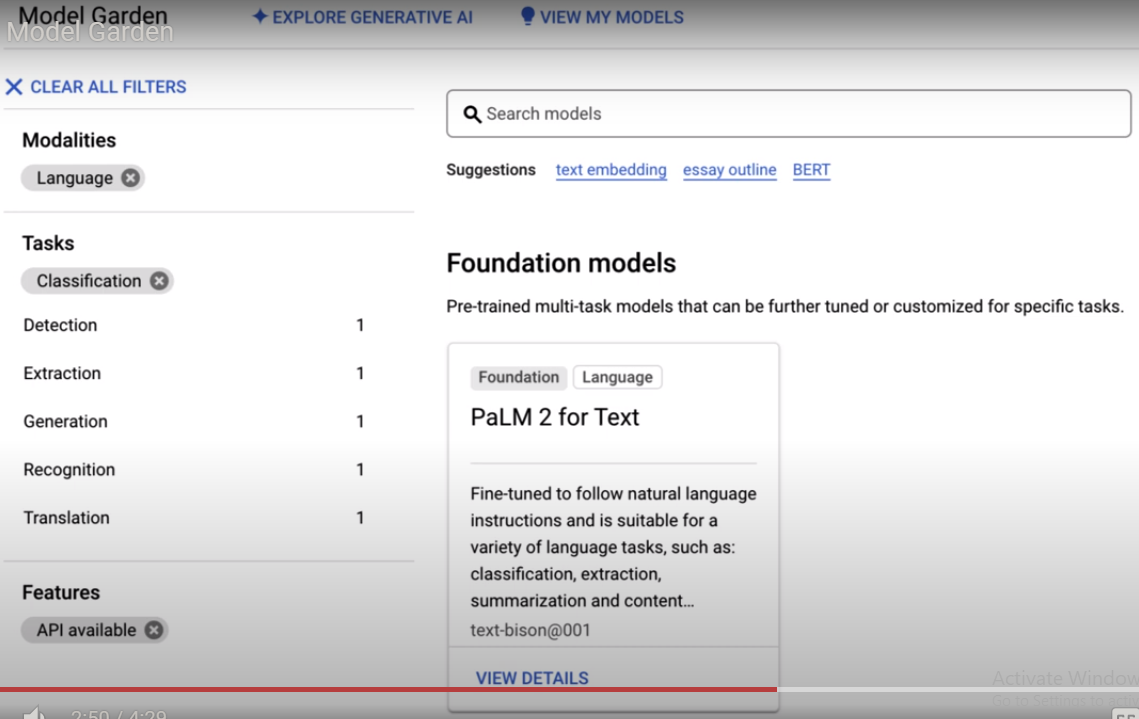 Model Garden
EXPLORE GENERATIVE AI
VIEW MY MODELS
Model Garden
CLEAR ALL FILTERS
Modalities
Language
Tasks
Classification
Detection 1
Extraction 1
Generation 1
Recognition 1
Translation 1
Features
API available
Search models
Suggestions text embedding essay outline BERT
Foundation models
Pre-trained multi-task models that can be further tuned or customized for specific tasks.
Foundation Language
PaLM 2 for Text
Fine-tuned to follow natural language
instructions and is suitable for a
variety of language tasks, such as:
classification, extraction,
summarization and content…
text-bison@001
VIEW DETAILS
Activate Window
Go to Settings to
2:50 / 4:29